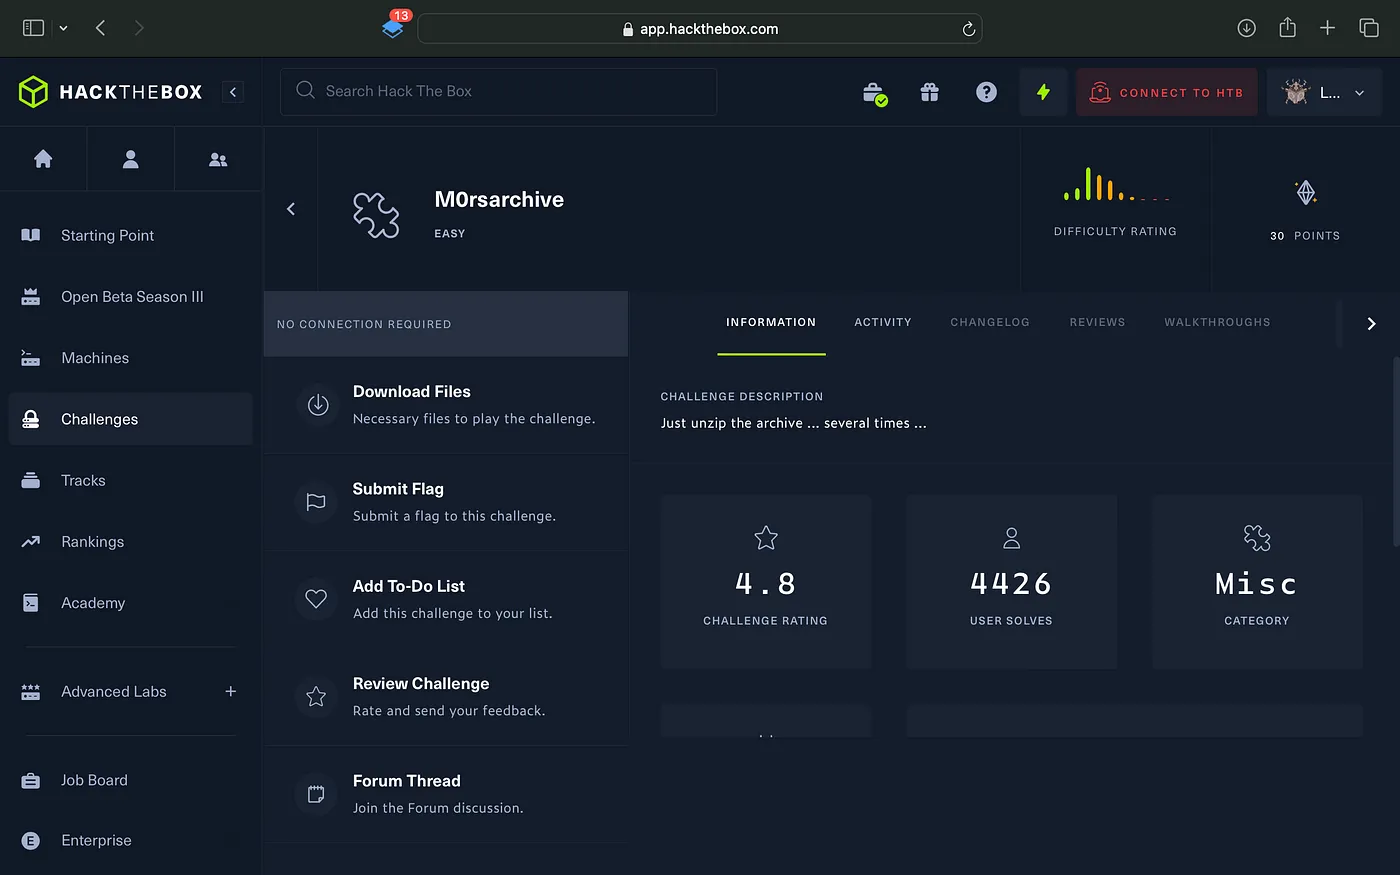 13
app.hackthebox.com
HACKTHEBOX
Search Hack The Box
CONNECT TO HTB
L...
M0rsarchive
EASY
DIFFICULTY RATING
30 POINTS
Starting Point
Open Beta Season III
Machines
Challenges
Tracks
Rankings
Academy
Advanced Labs
Job Board
E
Enterprise
NO CONNECTION REQUIRED
Download Files
Necessary files to play the challenge.
Submit Flag
Submit a flag to this challenge.
Add To-Do List
Add this challenge to your list.
Review Challenge
Rate and send your feedback.
Forum Thread
Join the Forum discussion.
INFORMATION ACTIVITY CHANGELOG REVIEWS WALKTHROUGHS
CHALLENGE DESCRIPTION
Just unzip the archive ... several times ...
4.8
CHALLENGE RATING
4426
USER SOLVES
Misc
CATEGORY